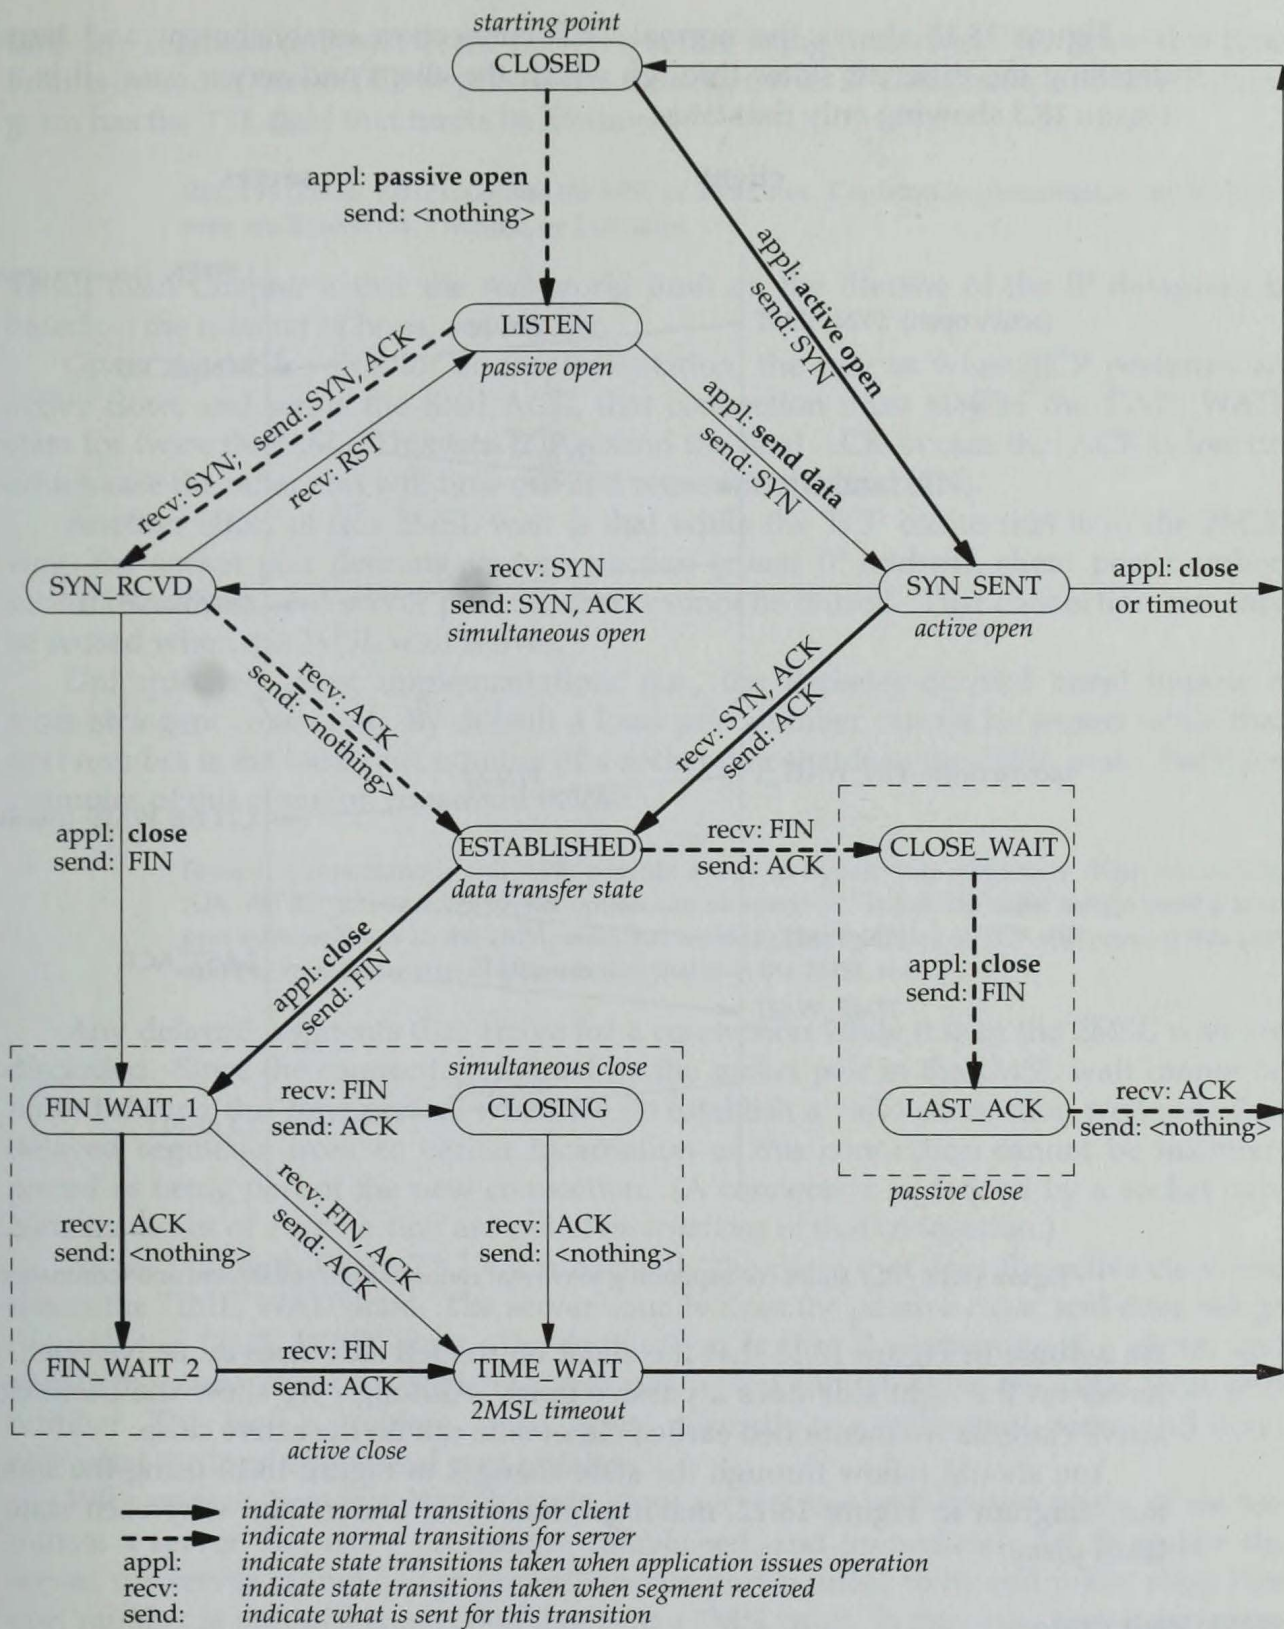 starting point
CLOSED
appl: passive open
send: <nothing>
appl: active open
send: SYN
LISTEN
passive open
recv: SYN; send: SYN, ACK
recv: RST
appl: send data
send: SYN
SYN_RCVD
recv: SYN
send: SYN, ACK
simultaneous open
SYN_SENT
active open
appl: close
or timeout
recv: ACK
send: <nothing>
recv: SYN, ACK
send: ACK
appl: close
send: FIN
ESTABLISHED
data transfer state
recv: FIN
send: ACK
CLOSE_WAIT
appl: close
send: FIN
appl: close
send: FIN
simultaneous close
FIN_WAIT_1
recv: FIN
send: ACK
CLOSING
LAST_ACK
recv: ACK
send: <nothing>
passive close
recv: ACK
send: <nothing>
recv: FIN, ACK
send: ACK
recv: ACK
send: <nothing>
FIN_WAIT_2
recv: FIN
send: ACK
TIME_WAIT
2MSL timeout
active close
indicate normal transitions for client
indicate normal transitions for server
appl: indicate state transitions taken when application issues operation
recv: indicate state transitions taken when segment received
send: indicate what is sent for this transition